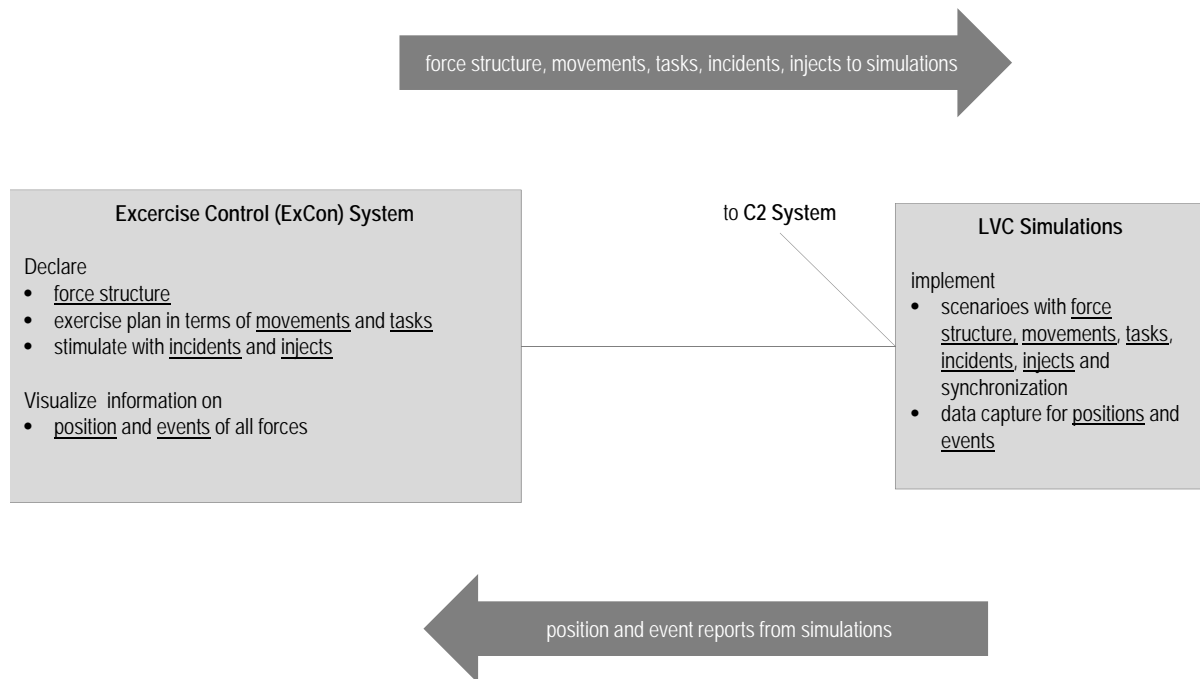 force structure, movements, tasks, incidents, injects to simulations
Excercise Control (ExCon) System
Declare
• force structure
• exercise plan in terms of movements and tasks
• stimulate with incidents and injects
Visualize information on
• position and events of all forces
to C2 System
LVC Simulations
implement
• scenarioes with force
structure, movements, tasks,
incidents, injects and
synchronization
• data capture for positions and
events
position and event reports from simulations